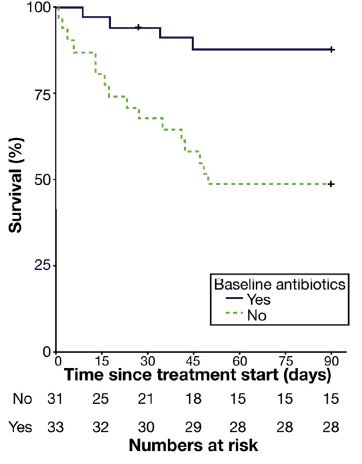 100
75
50
25
0
Survival (%)
Baseline antibiotics
Yes
No
0 15 30 45 60 75 90
Time since treatment start (days)
No 31 25 21 18 15 15 15
Yes 33 32 30 29 28 28 28
Numbers at risk